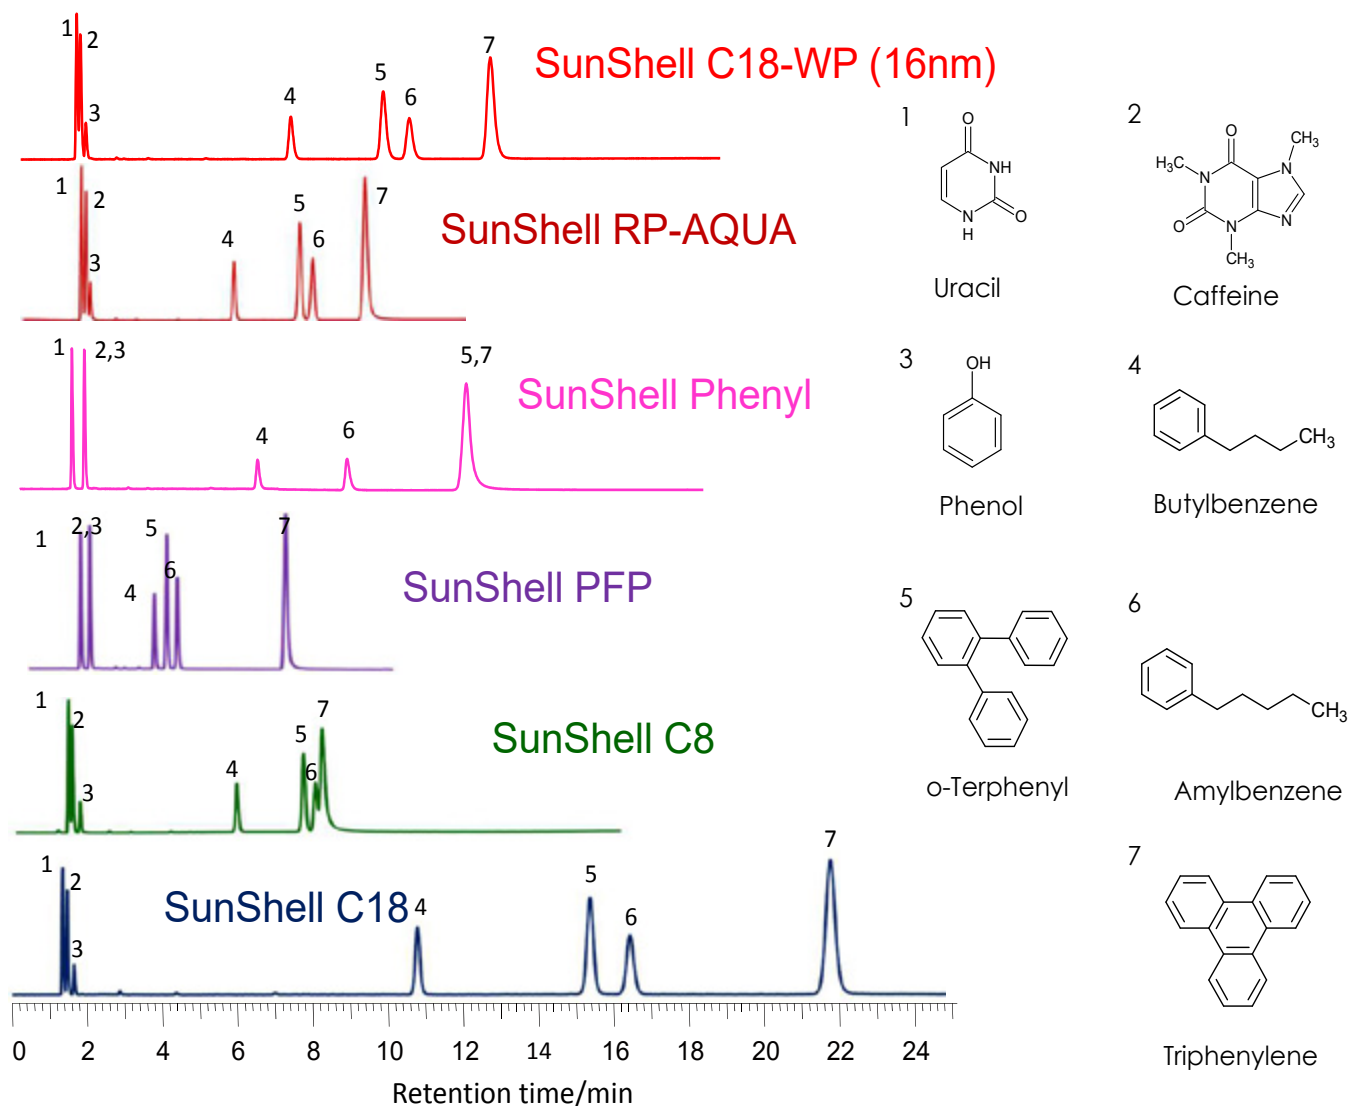 1
2
3
4
5
6
7
SunShell C18-WP (16nm)
1
2
3
4
5
6
7
SunShell RP-AQUA
1
2,3
4
6
5,7
SunShell Phenyl
1
2,3
4
5
6
7
SunShell PFP
1
2
3
4
5
6
7
SunShell C8
1
2
3
SunShell C18
4
5
6
7
0 2 4 6 8 10 12 14 16 18 20 22 24
Retention time/min
1
O
NH
N
H
O
Uracil
2
O
CH3
H3C
N
N
O
N
N
CH3
Caffeine
3
OH
Phenol
4
CH3
Butylbenzene
5
o-Terphenyl
6
CH3
Amylbenzene
7
Triphenylene